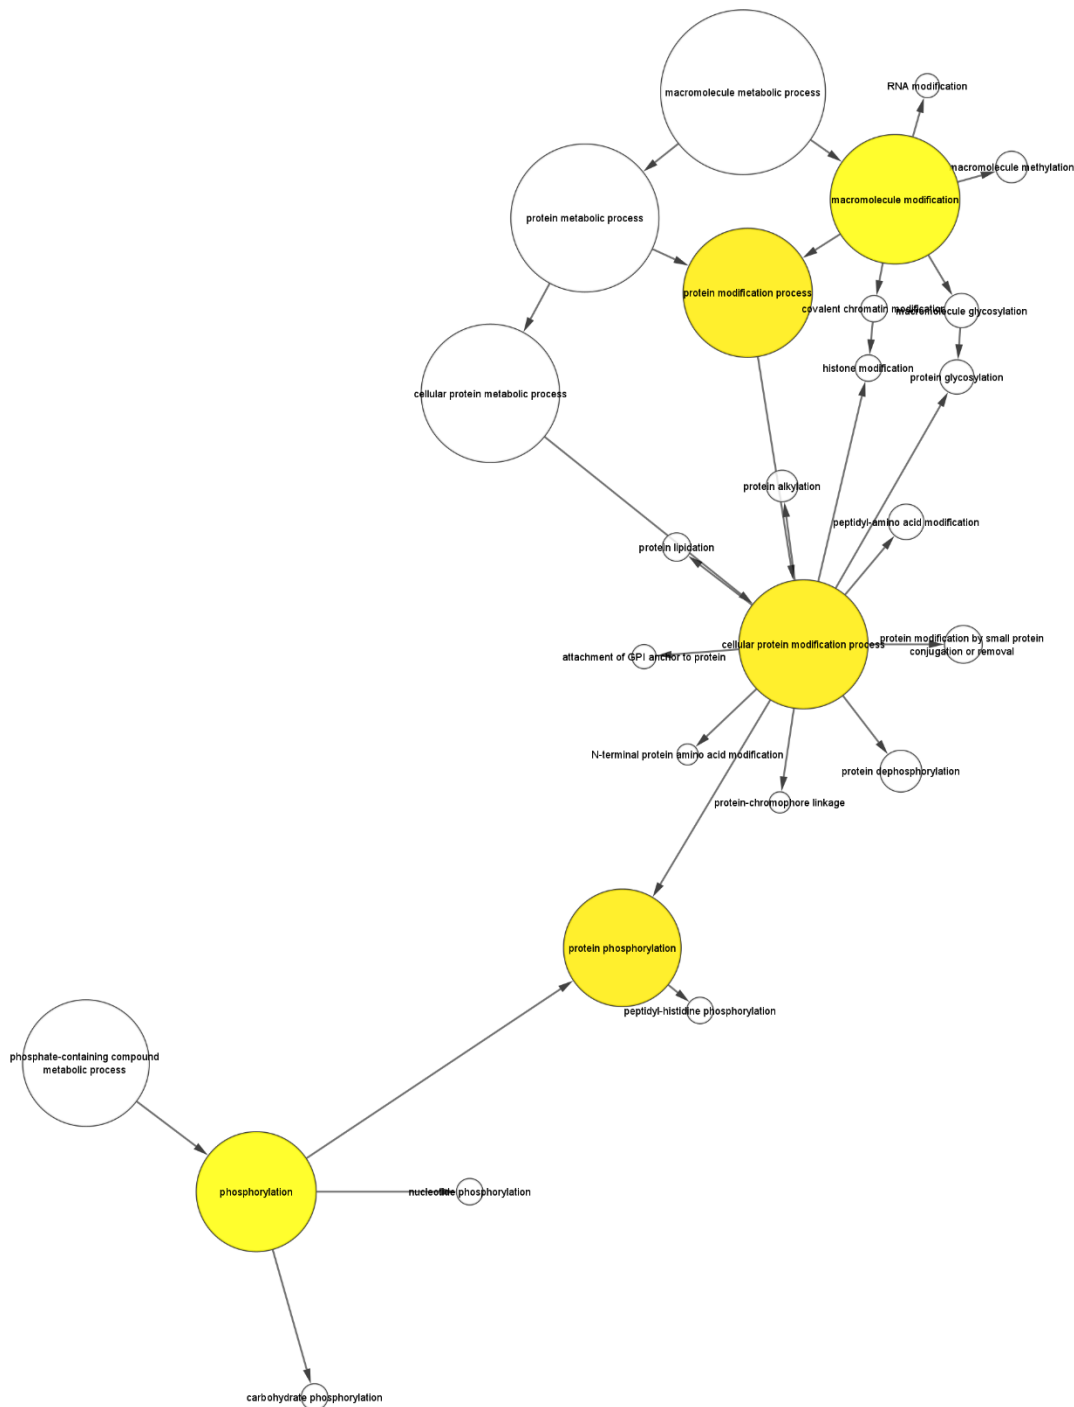 RNA modification
macromolecule metabolic process
macromolecule methylation
macromolecule modification
protein metabolic process
protein modification process
covalent chromatin modification
macromolecule glycosylation
histone modification
protein glycosylation
cellular protein metabolic process
protein alkylation
peptidyl-amino acid modification
protein lipidation
protein modification by small protein
conjugation or removal
cellular protein modification process
attachment of GPI anchor to protein
N-terminal protein amino acid modification
protein dephosphorylation
protein-chromophore linkage
protein phosphorylation
peptidyl-histidine phosphorylation
phosphate-containing compound
metabolic process
phosphorylation
nucleotide phosphorylation
carbohydrate phosphorylation